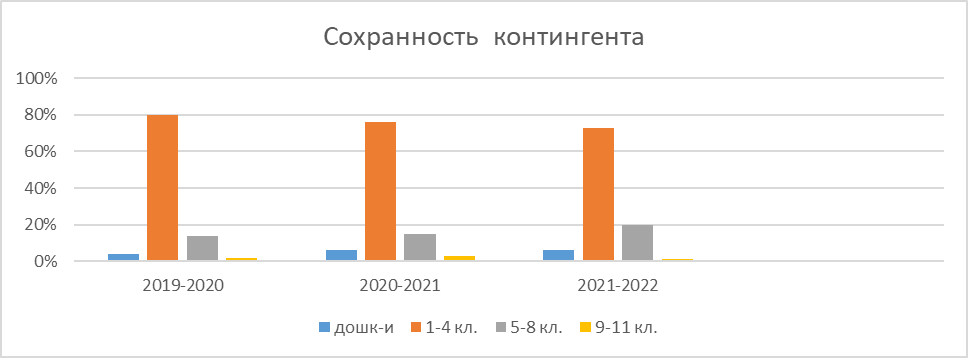 Сохранность контингента
100%
80%
60%
40%
20%
0%
2019-2020 2020-2021 2021-2022
дошк-и 1-4 кл. 5-8 кл. 9-11 кл.